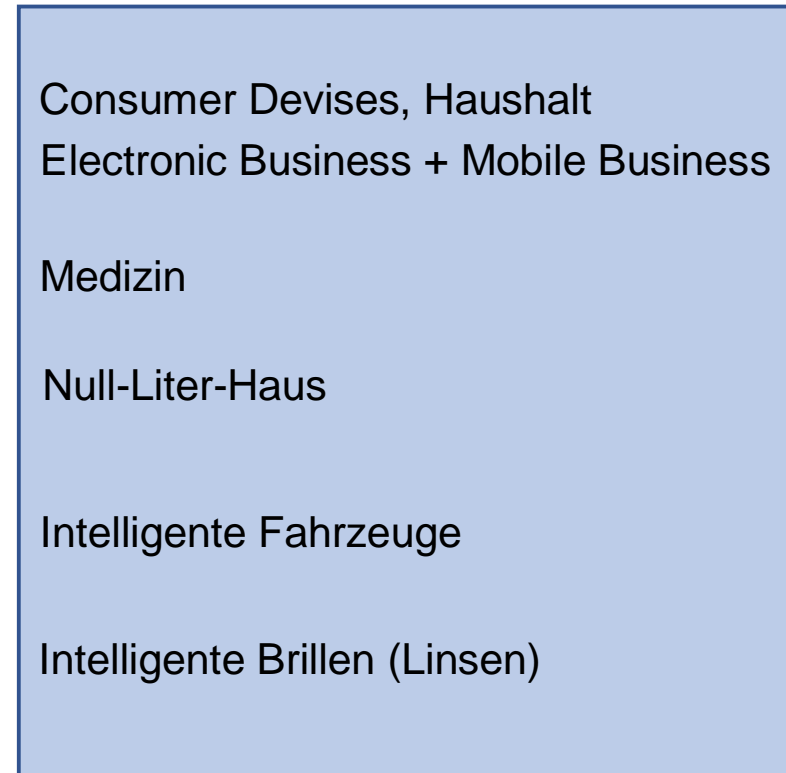 Consumer Devises, Haushalt
Electronic Business + Mobile Business
Medizin
Null-Liter-Haus
Intelligente Fahrzeuge
Intelligente Brillen (Linsen)